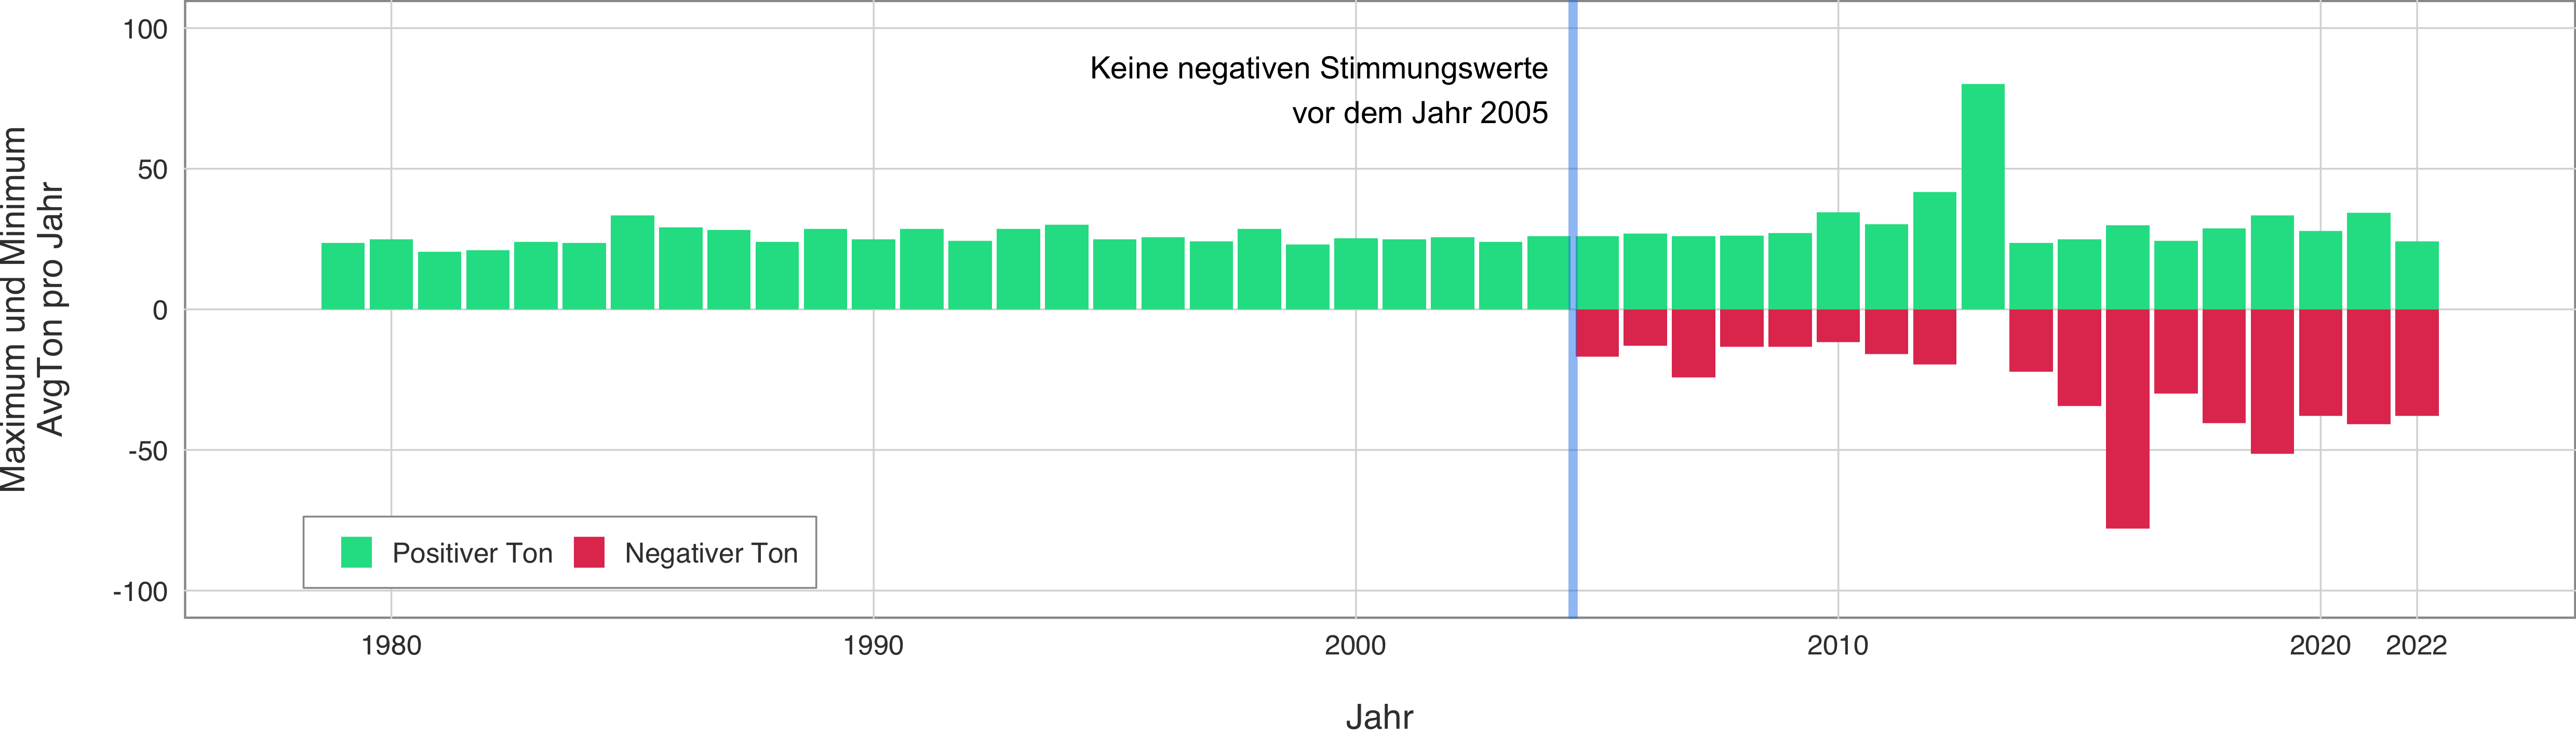 Maximum und Minimum
AvgTon pro Jahr
100
50
0
-50
-100
Keine negativen Stimmungswerte
vor dem Jahr 2005
Positiver Ton
Negativer Ton
1980
1990
2000
2010
2020
2022
Jahr